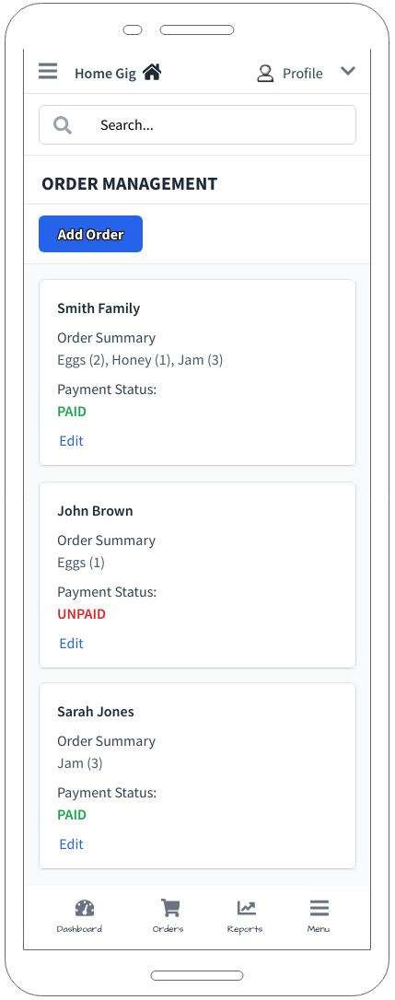 Home Gig
Profile
Search...
ORDER MANAGEMENT
Add Order
Smith Family
Order Summary
Eggs (2), Honey (1), Jam (3)
Payment Status:
PAID
Edit
John Brown
Order Summary
Eggs (1)
Payment Status:
UNPAID
Edit
Sarah Jones
Order Summary
Jam (3)
Payment Status:
PAID
Edit
Dashboard Orders Reports Menu